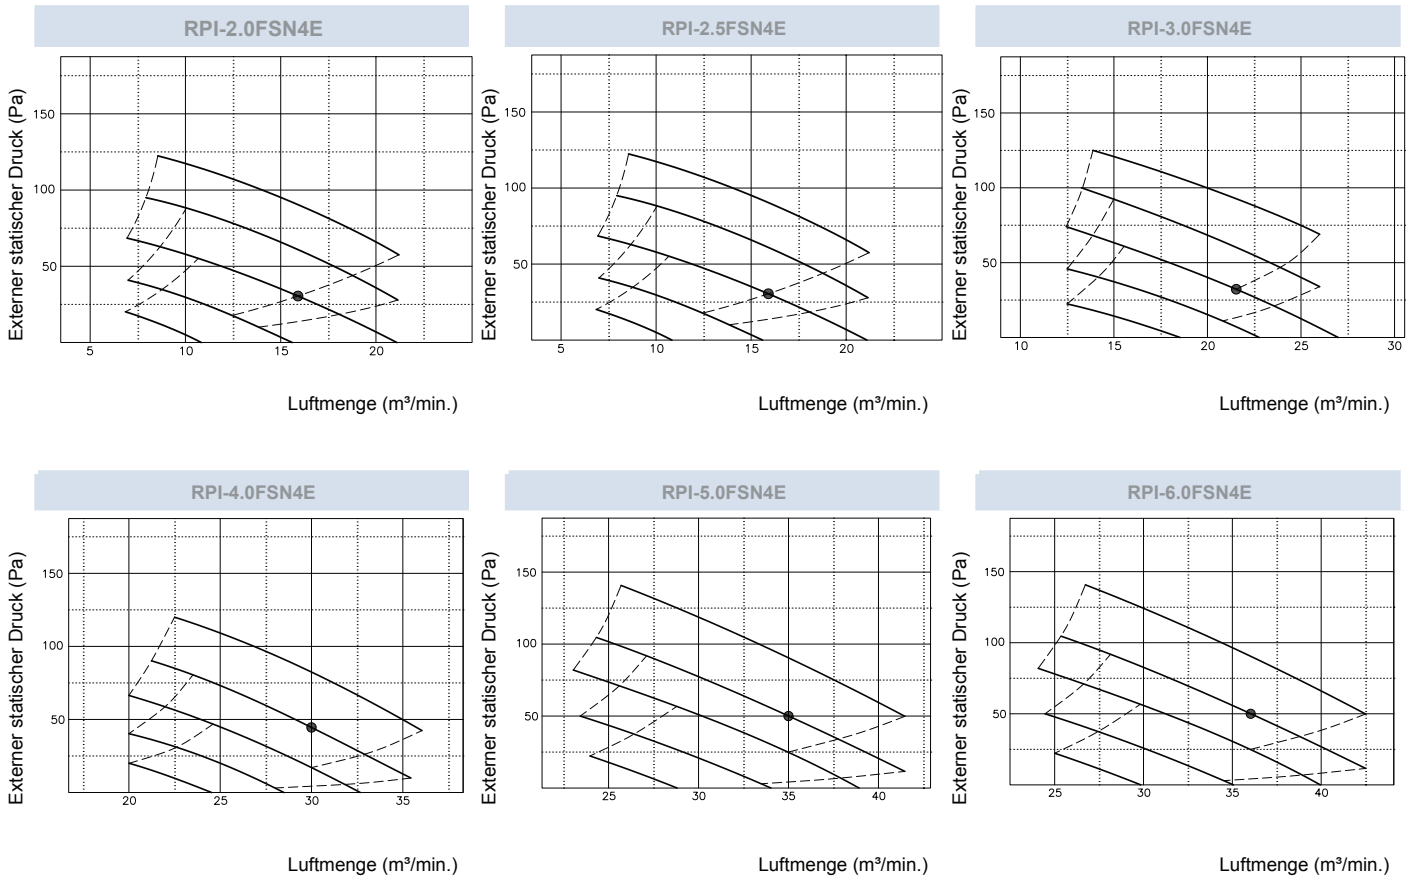 RPI-2.0FSN4E
Externer statischer Druck (Pa)
150
100
50
5 10 15 20
Luftmenge (m³/min.)
RPI-2.5FSN4E
Externer statischer Druck (Pa)
150
100
50
5 10 15 20
Luftmenge (m³/min.)
RPI-3.0FSN4E
Externer statischer Druck (Pa)
150
100
50
10 15 20 25 30
Luftmenge (m³/min.)
RPI-4.0FSN4E
Externer statischer Druck (Pa)
150
100
50
20 25 30 35
Luftmenge (m³/min.)
RPI-5.0FSN4E
Externer statischer Druck (Pa)
150
100
50
25 30 35 40
Luftmenge (m³/min.)
RPI-6.0FSN4E
Externer statischer Druck (Pa)
150
100
50
25 30 35 40
Luftmenge (m³/min.)